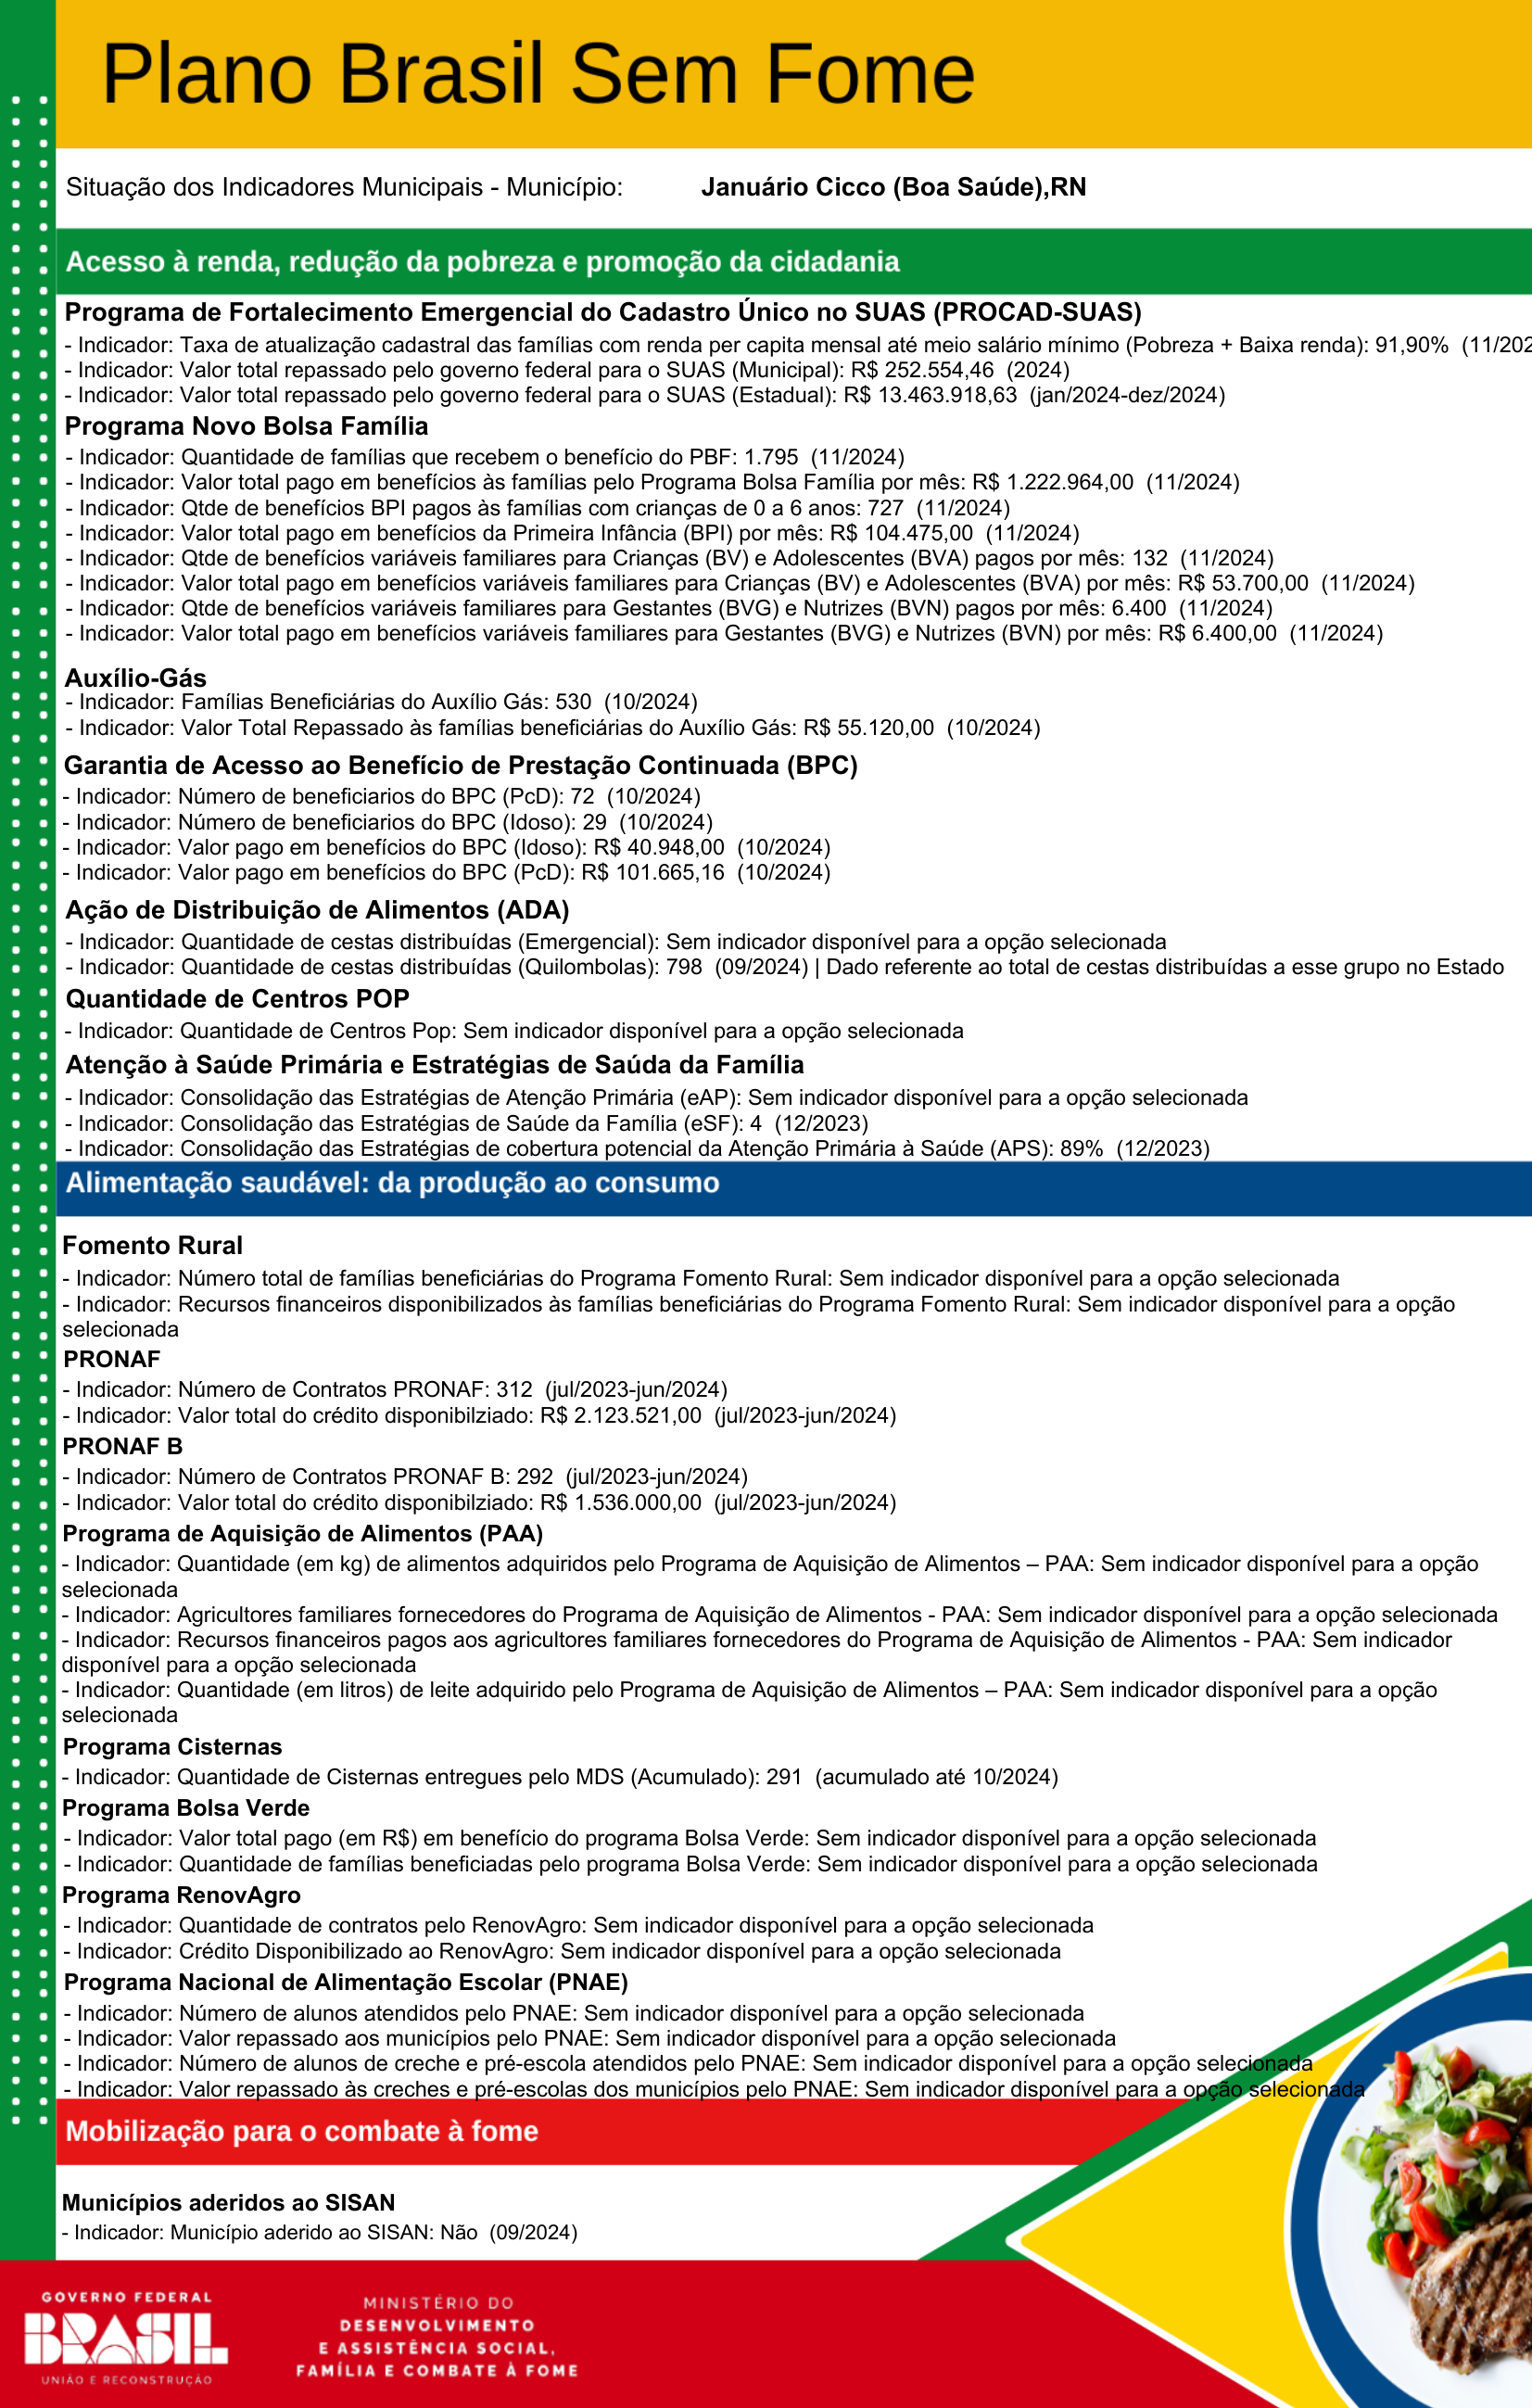 Plano Brasil Sem Fome
Situação dos Indicadores Municipais - Município: Januário Cicco (Boa Saúde),RN
Acesso à renda, redução da pobreza e promoção da cidadania
Programa de Fortalecimento Emergencial do Cadastro Único no SUAS (PROCAD-SUAS)
- Indicador: Taxa de atualização cadastral das famílias com renda per capita mensal até meio salário mínimo (Pobreza + Baixa renda): 91,90% (11/202
- Indicador: Valor total repassado pelo governo federal para o SUAS (Municipal): R$ 252.554,46 (2024)
- Indicador: Valor total repassado pelo governo federal para o SUAS (Estadual): R$ 13.463.918,63 (jan/2024-dez/2024)
Programa Novo Bolsa Família
- Indicador: Quantidade de famílias que recebem o benefício do PBF: 1.795 (11/2024)
- Indicador: Valor total pago em benefícios às famílias pelo Programa Bolsa Família por mês: R$ 1.222.964,00 (11/2024)
- Indicador: Qtde de benefícios BPI pagos às famílias com crianças de 0 a 6 anos: 727 (11/2024)
- Indicador: Valor total pago em benefícios da Primeira Infância (BPI) por mês: R$ 104.475,00 (11/2024)
- Indicador: Qtde de benefícios variáveis familiares para Crianças (BV) e Adolescentes (BVA) pagos por mês: 132 (11/2024)
- Indicador: Valor total pago em benefícios variáveis familiares para Crianças (BV) e Adolescentes (BVA) por mês: R$ 53.700,00 (11/2024)
- Indicador: Qtde de benefícios variáveis familiares para Gestantes (BVG) e Nutrizes (BVN) pagos por mês: 6.400 (11/2024)
- Indicador: Valor total pago em benefícios variáveis familiares para Gestantes (BVG) e Nutrizes (BVN) por mês: R$ 6.400,00 (11/2024)
Auxílio-Gás
- Indicador: Famílias Beneficiárias do Auxílio Gás: 530 (10/2024)
- Indicador: Valor Total Repassado às famílias beneficiárias do Auxílio Gás: R$ 55.120,00 (10/2024)
Garantia de Acesso ao Benefício de Prestação Continuada (BPC)
- Indicador: Número de beneficiarios do BPC (PcD): 72 (10/2024)
- Indicador: Número de beneficiarios do BPC (Idoso): 29 (10/2024)
- Indicador: Valor pago em benefícios do BPC (Idoso): R$ 40.948,00 (10/2024)
- Indicador: Valor pago em benefícios do BPC (PcD): R$ 101.665,16 (10/2024)
Ação de Distribuição de Alimentos (ADA)
- Indicador: Quantidade de cestas distribuídas (Emergencial): Sem indicador disponível para a opção selecionada
- Indicador: Quantidade de cestas distribuídas (Quilombolas): 798 (09/2024) | Dado referente ao total de cestas distribuídas a esse grupo no Estado
Quantidade de Centros POP
- Indicador: Quantidade de Centros Pop: Sem indicador disponível para a opção selecionada
Atenção à Saúde Primária e Estratégias de Saúda da Família
- Indicador: Consolidação das Estratégias de Atenção Primária (eAP): Sem indicador disponível para a opção selecionada
- Indicador: Consolidação das Estratégias de Saúde da Família (eSF): 4 (12/2023)
- Indicador: Consolidação das Estratégias de cobertura potencial da Atenção Primária à Saúde (APS): 89% (12/2023)
Alimentação saudável: da produção ao consumo
Fomento Rural
- Indicador: Número total de famílias beneficiárias do Programa Fomento Rural: Sem indicador disponível para a opção selecionada
- Indicador: Recursos financeiros disponibilizados às famílias beneficiárias do Programa Fomento Rural: Sem indicador disponível para a opção
selecionada
PRONAF
- Indicador: Número de Contratos PRONAF: 312 (jul/2023-jun/2024)
- Indicador: Valor total do crédito disponibilziado: R$ 2.123.521,00 (jul/2023-jun/2024)
PRONAF B
- Indicador: Número de Contratos PRONAF B: 292 (jul/2023-jun/2024)
- Indicador: Valor total do crédito disponibilziado: R$ 1.536.000,00 (jul/2023-jun/2024)
Programa de Aquisição de Alimentos (PAA)
- Indicador: Quantidade (em kg) de alimentos adquiridos pelo Programa de Aquisição de Alimentos – PAA: Sem indicador disponível para a opção
selecionada
- Indicador: Agricultores familiares fornecedores do Programa de Aquisição de Alimentos - PAA: Sem indicador disponível para a opção selecionada
- Indicador: Recursos financeiros pagos aos agricultores familiares fornecedores do Programa de Aquisição de Alimentos - PAA: Sem indicador
disponível para a opção selecionada
- Indicador: Quantidade (em litros) de leite adquirido pelo Programa de Aquisição de Alimentos – PAA: Sem indicador disponível para a opção
selecionada
Programa Cisternas
- Indicador: Quantidade de Cisternas entregues pelo MDS (Acumulado): 291 (acumulado até 10/2024)
Programa Bolsa Verde
- Indicador: Valor total pago (em R$) em benefício do programa Bolsa Verde: Sem indicador disponível para a opção selecionada
- Indicador: Quantidade de famílias beneficiadas pelo programa Bolsa Verde: Sem indicador disponível para a opção selecionada
Programa RenovAgro
- Indicador: Quantidade de contratos pelo RenovAgro: Sem indicador disponível para a opção selecionada
- Indicador: Crédito Disponibilizado ao RenovAgro: Sem indicador disponível para a opção selecionada
Programa Nacional de Alimentação Escolar (PNAE)
- Indicador: Número de alunos atendidos pelo PNAE: Sem indicador disponível para a opção selecionada
- Indicador: Valor repassado aos municípios pelo PNAE: Sem indicador disponível para a opção selecionada
- Indicador: Número de alunos de creche e pré-escola atendidos pelo PNAE: Sem indicador disponível para a opção selecionada
- Indicador: Valor repassado às creches e pré-escolas dos municípios pelo PNAE: Sem indicador disponível para a opção selecionada
Mobilização para o combate à fome
Municípios aderidos ao SISAN
- Indicador: Município aderido ao SISAN: Não (09/2024)
GOVERNO FEDERAL
BRASIL
UNIÃO E RECONSTRUÇÃO
MINISTÉRIO DO
DESENVOLVIMENTO
E ASSISTÊNCIA SOCIAL,
FAMÍLIA E COMBATE À FOME